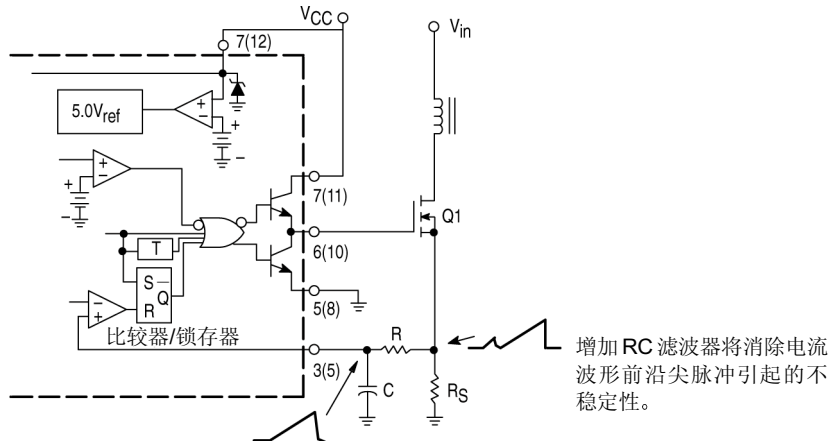 VCC
7(12)
Vin
5.0Vref
+
−
+
−
+
−
+
−
7(11)
Q1
6(10)
T
S
Q
R
5(8)
−
+
比较器/锁存器
R
3(5)
C
RS
增加 RC 滤波器将消除电流
波形前沿尖脉冲引起的不
稳定性。